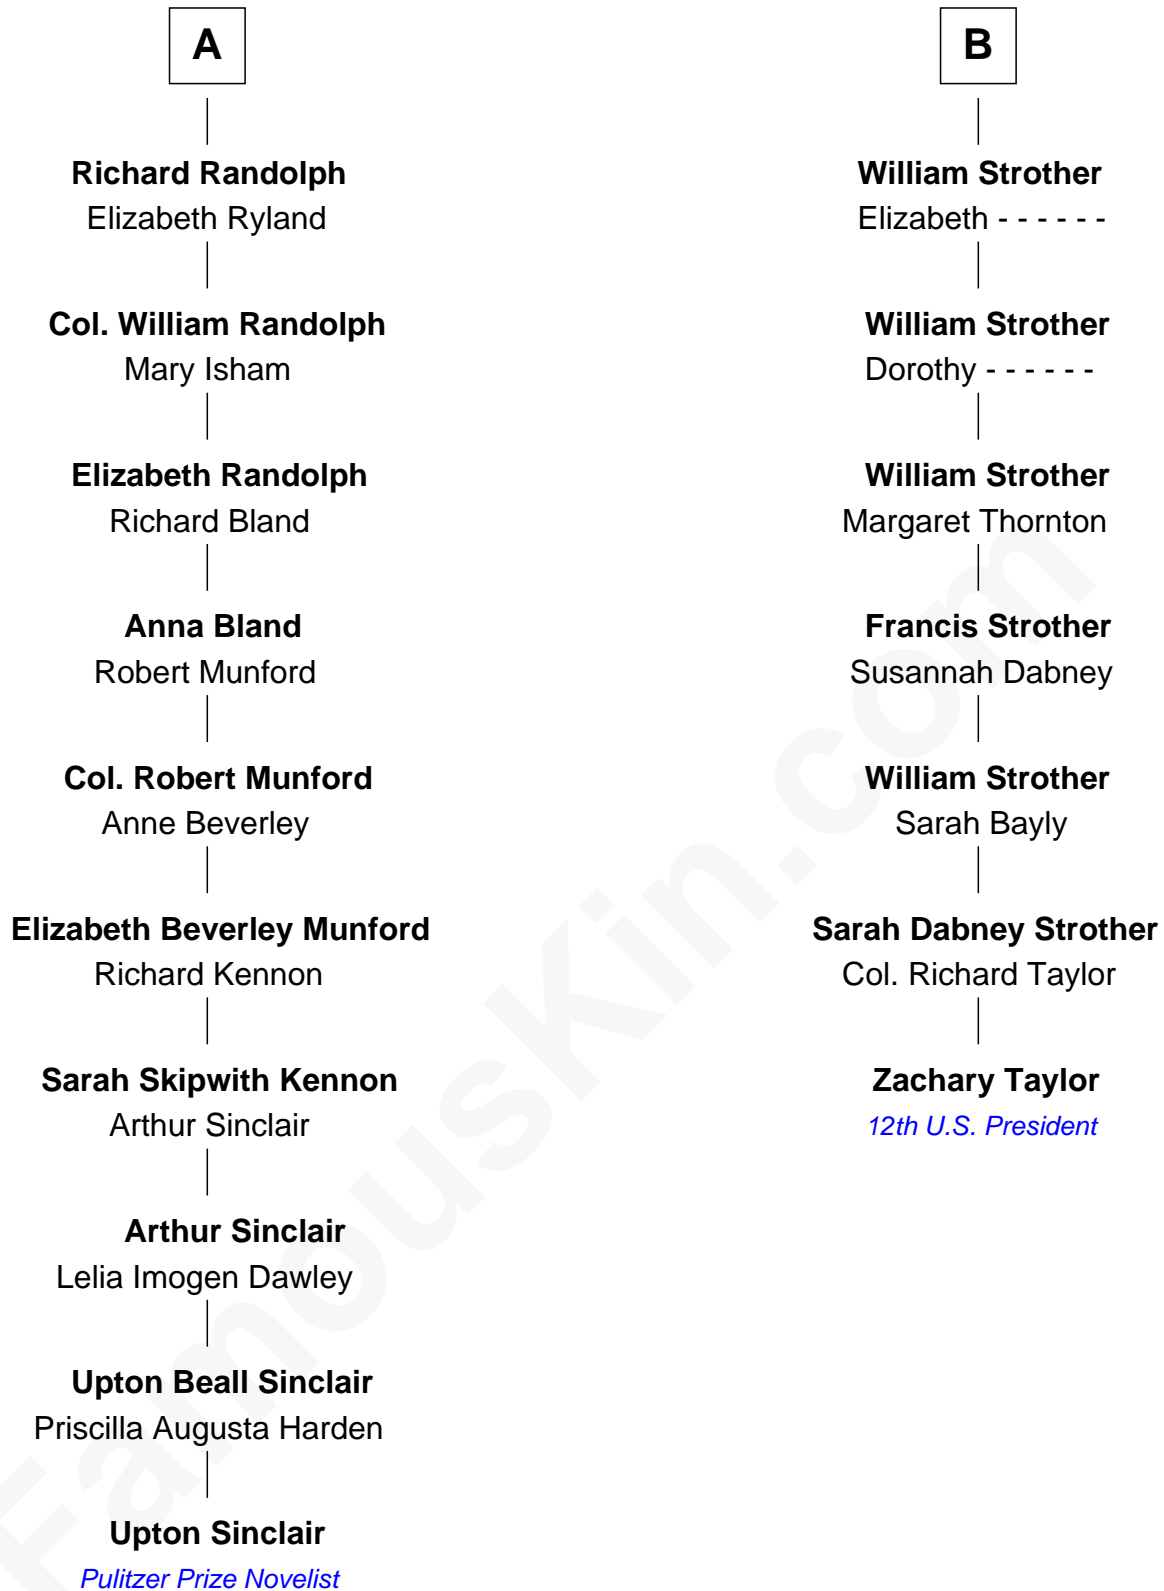 A
Richard Randolph
Elizabeth Ryland
Col. William Randolph
Mary Isham
Elizabeth Randolph
Richard Bland
Anna Bland
Robert Munford
Col. Robert Munford
Anne Beverley
Elizabeth Beverley Munford
Richard Kennon
Sarah Skipwith Kennon
Arthur Sinclair
Arthur Sinclair
Lelia Imogen Dawley
Upton Beall Sinclair
Priscilla Augusta Harden
Upton Sinclair
Pulitzer Prize Novelist
B
William Strother
Elizabeth - - - - - -
William Strother
Dorothy - - - - - -
William Strother
Margaret Thornton
Francis Strother
Susannah Dabney
William Strother
Sarah Bayly
Sarah Dabney Strother
Col. Richard Taylor
Zachary Taylor
12th U.S. President
FamousKin.com